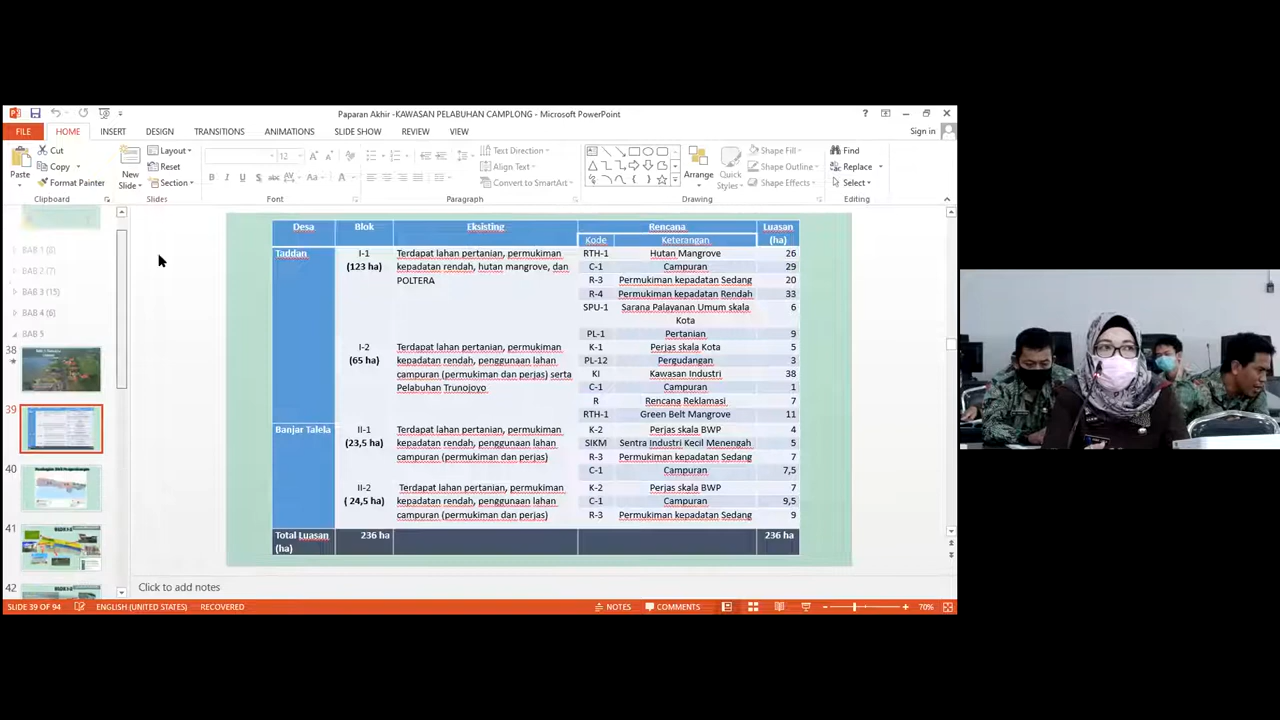 Paparan Akhir -KAWASAN PELABUHAN CAMPLONG - Microsoft PowerPoint
FILE HOME INSERT DESIGN TRANSITIONS ANIMATIONS SLIDE SHOW REVIEW VIEW Sign in
Paste
Cut
Copy
Format Painter
Clipboard
New
Slide
Layout
Reset
Section
Slides
12
Font
Text Direction
Align Text
Convert to SmartArt
Paragraph
Arrange
Quick
Styles
Shape Fill
Shape Outline
Shape Effects
Drawing
Find
Replace
Select
Editing
BAB 1 (8)
BAB 2 (7)
BAB 3 (15)
BAB 4 (6)
BAB 5
38
39
40
41
42
Desa Blok Eksisting Rencana Luasan
Kode Keterangan (ha)
Taddan I-1 Terdapat lahan pertanian, permukiman RTH-1 Hutan Mangrove 26
(123 ha) kepadatan rendah, hutan mangrove, dan C-1 Campuran 29
POLTERA R-3 Permukiman kepadatan Sedang 20
R-4 Permukiman kepadatan Rendah 33
SPU-1 Sarana Palayanan Umum skala 6
Kota
PL-1 Pertanian 9
I-2 Terdapat lahan pertanian, permukiman K-1 Perjas skala Kota 5
(65 ha) kepadatan rendah, penggunaan lahan PL-12 Pergudangan 3
campuran (permukiman dan perjas) serta KI Kawasan Industri 38
Pelabuhan Trunojoyo C-1 Campuran 1
R Rencana Reklamasi 7
RTH-1 Green Belt Mangrove 11
Banjar Talela II-1 Terdapat lahan pertanian, permukiman K-2 Perjas skala BWP 4
(23,5 ha) kepadatan rendah, penggunaan lahan SIKM Sentra Industri Kecil Menengah 5
campuran (permukiman dan perjas) R-3 Permukiman kepadatan Sedang 7
C-1 Campuran 7,5
II-2 Terdapat lahan pertanian, permukiman K-2 Perjas skala BWP 7
( 24,5 ha) kepadatan rendah, penggunaan lahan C-1 Campuran 9,5
campuran (permukiman dan perjas) R-3 Permukiman kepadatan Sedang 9
Total Luasan 236 ha 236 ha
(ha)
Click to add notes
SLIDE 39 OF 94 ENGLISH (UNITED STATES) RECOVERED NOTES COMMENTS 70%